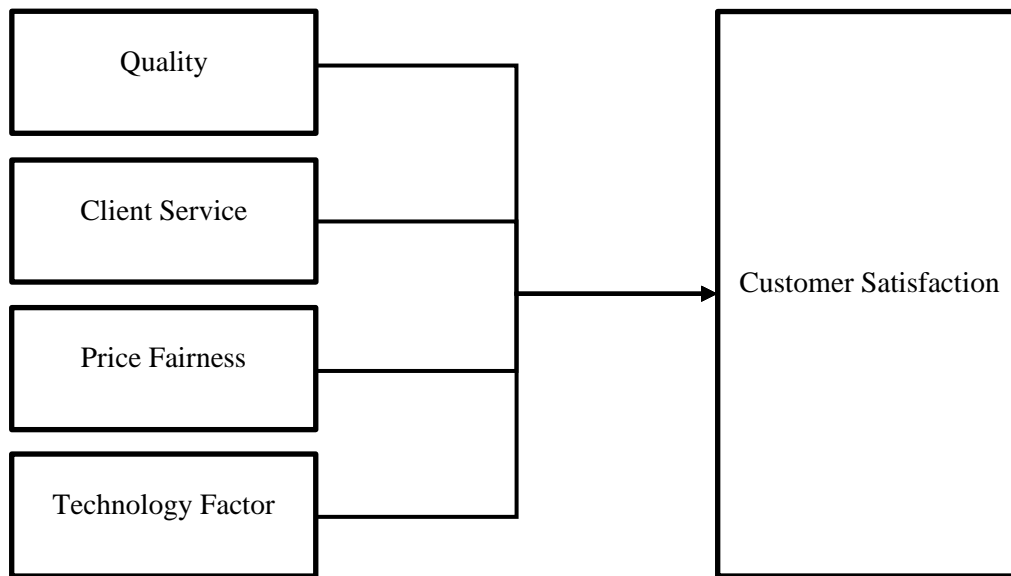 Quality
Client Service
Price Fairness
Technology Factor
Customer Satisfaction